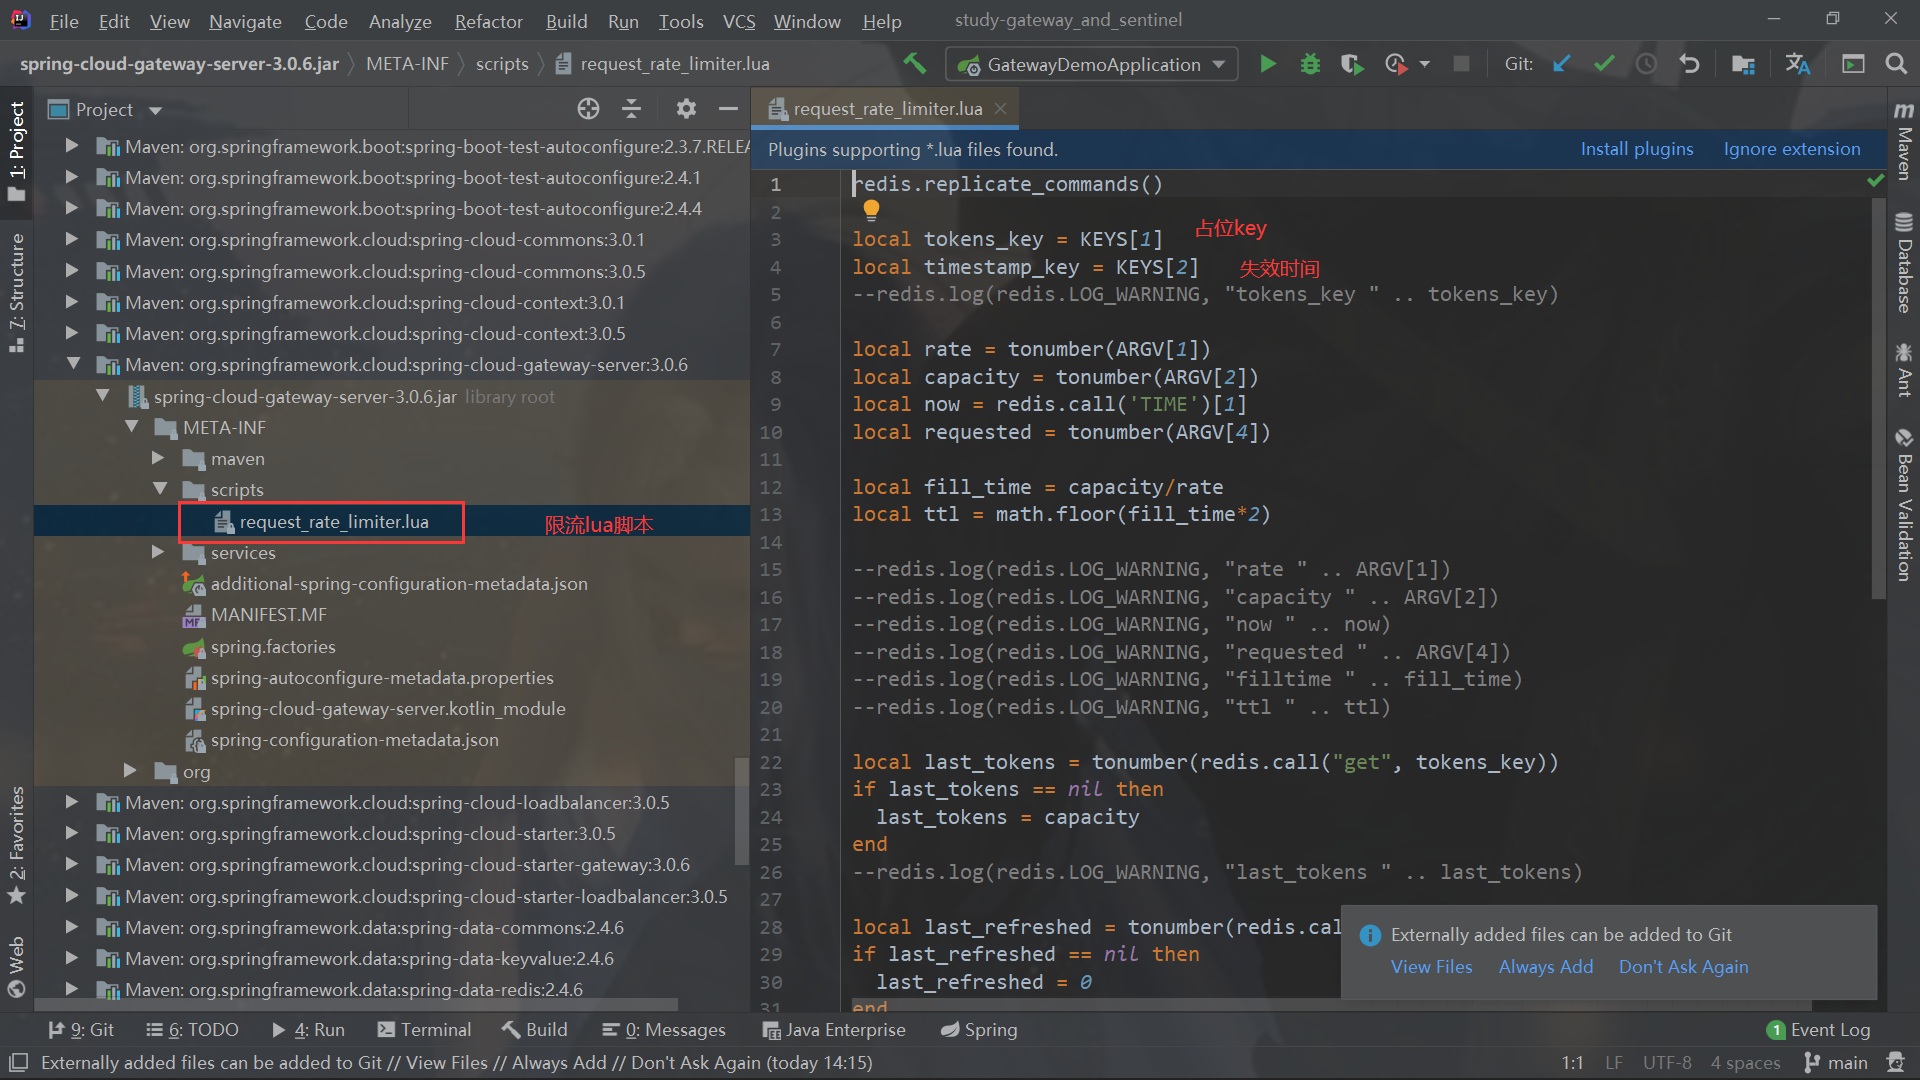 File Edit View Navigate Code Analyze Refactor Build Run Tools VCS Window Help study-gateway_and_sentinel
spring-cloud-gateway-server-3.0.6.jar META-INF scripts request_rate_limiter.lua GatewayDemoApplication Git:
Project
Maven: org.springframework.boot:spring-boot-test-autoconfigure:2.3.7.RELEA
Maven: org.springframework.boot:spring-boot-test-autoconfigure:2.4.1
Maven: org.springframework.boot:spring-boot-test-autoconfigure:2.4.4
Maven: org.springframework.cloud:spring-cloud-commons:3.0.1
Maven: org.springframework.cloud:spring-cloud-commons:3.0.5
Maven: org.springframework.cloud:spring-cloud-context:3.0.1
Maven: org.springframework.cloud:spring-cloud-context:3.0.5
Maven: org.springframework.cloud:spring-cloud-gateway-server:3.0.6
spring-cloud-gateway-server-3.0.6.jar library root
META-INF
maven
scripts
request_rate_limiter.lua 限流lua脚本
services
additional-spring-configuration-metadata.json
MANIFEST.MF
spring.factories
spring-autoconfigure-metadata.properties
spring-cloud-gateway-server.kotlin_module
spring-configuration-metadata.json
org
Maven: org.springframework.cloud:spring-cloud-loadbalancer:3.0.5
Maven: org.springframework.cloud:spring-cloud-starter:3.0.5
Maven: org.springframework.cloud:spring-cloud-starter-gateway:3.0.6
Maven: org.springframework.cloud:spring-cloud-starter-loadbalancer:3.0.5
Maven: org.springframework.data:spring-data-commons:2.4.6
Maven: org.springframework.data:spring-data-keyvalue:2.4.6
Maven: org.springframework.data:spring-data-redis:2.4.6
1: Project
7: Structure
2: Favorites
Web
request_rate_limiter.lua
Plugins supporting *.lua files found. Install plugins Ignore extension
1 redis.replicate_commands()
2
3 local tokens_key = KEYS[1] 占位key
4 local timestamp_key = KEYS[2] 失效时间
5 --redis.log(redis.LOG_WARNING, "tokens_key " .. tokens_key)
6
7 local rate = tonumber(ARGV[1])
8 local capacity = tonumber(ARGV[2])
9 local now = redis.call('TIME')[1]
10 local requested = tonumber(ARGV[4])
11
12 local fill_time = capacity/rate
13 local ttl = math.floor(fill_time*2)
14
15 --redis.log(redis.LOG_WARNING, "rate " .. ARGV[1])
16 --redis.log(redis.LOG_WARNING, "capacity " .. ARGV[2])
17 --redis.log(redis.LOG_WARNING, "now " .. now)
18 --redis.log(redis.LOG_WARNING, "requested " .. ARGV[4])
19 --redis.log(redis.LOG_WARNING, "filltime " .. fill_time)
20 --redis.log(redis.LOG_WARNING, "ttl " .. ttl)
21
22 local last_tokens = tonumber(redis.call("get", tokens_key))
23 if last_tokens == nil then
24 last_tokens = capacity
25 end
26 --redis.log(redis.LOG_WARNING, "last_tokens " .. last_tokens)
27
28 local last_refreshed = tonumber(redis.cal
29 if last_refreshed == nil then
30 last_refreshed = 0
31 end
Externally added files can be added to Git
View Files Always Add Don't Ask Again
m Maven
Database
Ant
Bean Validation
9: Git 6: TODO 4: Run Terminal Build 0: Messages Java Enterprise Spring 1 Event Log
Externally added files can be added to Git // View Files // Always Add // Don't Ask Again (today 14:15) 1:1 LF UTF-8 4 spaces main